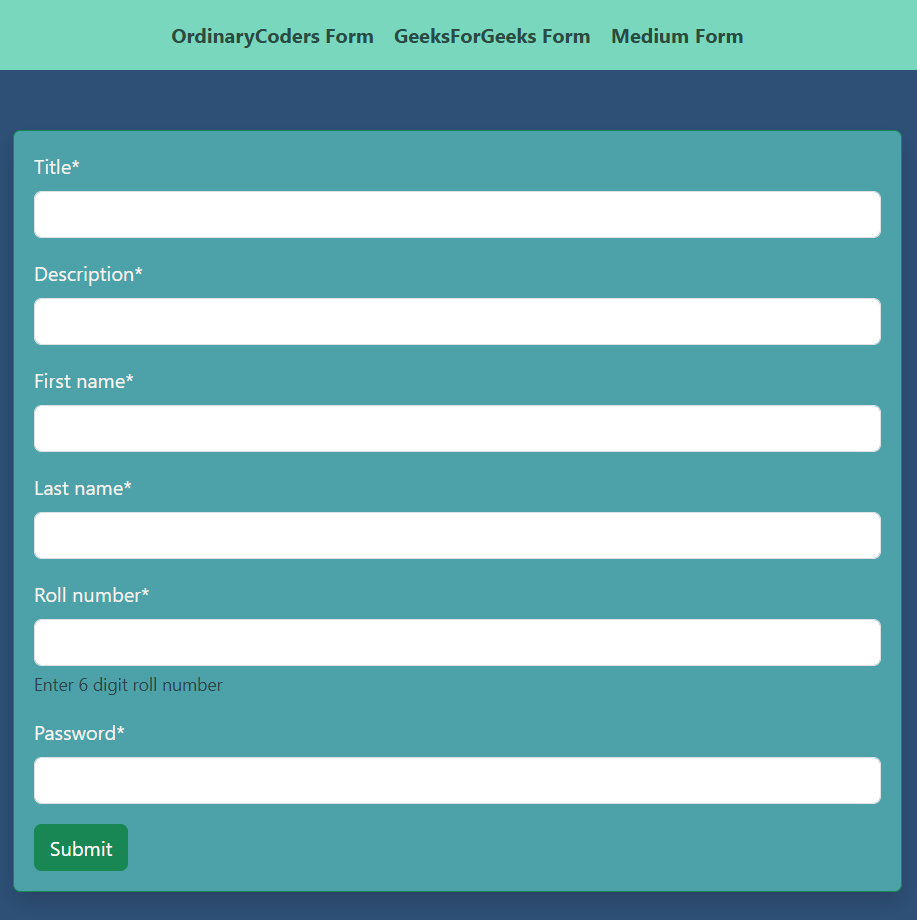 OrdinaryCoders Form GeeksForGeeks Form Medium Form
Title*
Description*
First name*
Last name*
Roll number*
Enter 6 digit roll number
Password*
Submit